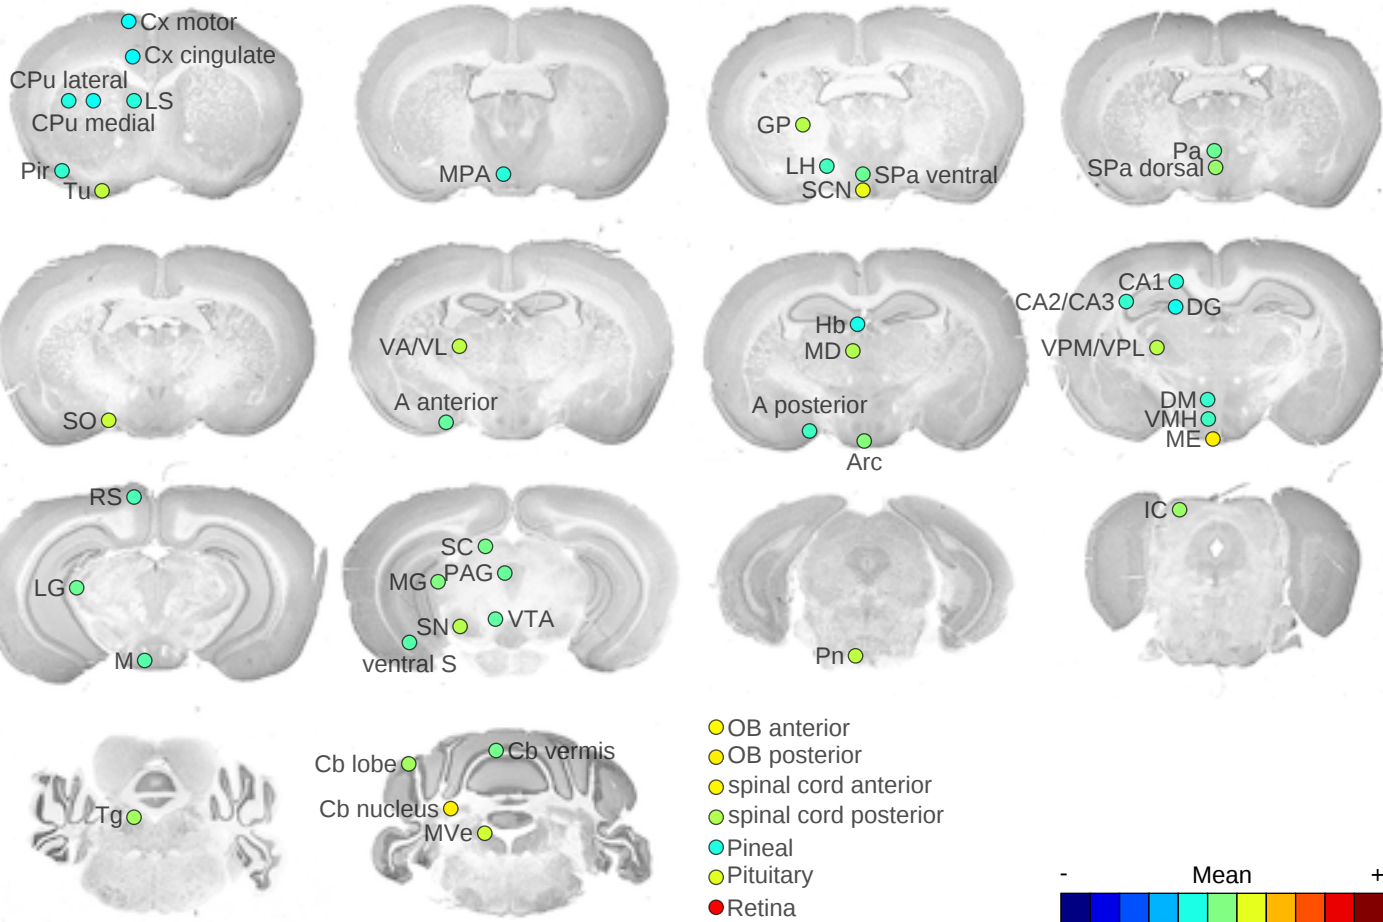 Cx motor
Cx cingulate
CPu lateral
LS
CPu medial
Pir
Tu
MPA
GP
LH
SPa ventral
SCN
Pa
SPa dorsal
SO
VA/VL
A anterior
Hb
MD
A posterior
Arc
CA1
CA2/CA3
DG
VPM/VPL
DM
VMH
ME
RS
LG
M
SC
MG
PAG
SN
VTA
ventral S
Pn
IC
Tg
Cb lobe
Cb vermis
Cb nucleus
MVe
OB anterior
OB posterior
spinal cord anterior
spinal cord posterior
Pineal
Pituitary
Retina
- Mean +